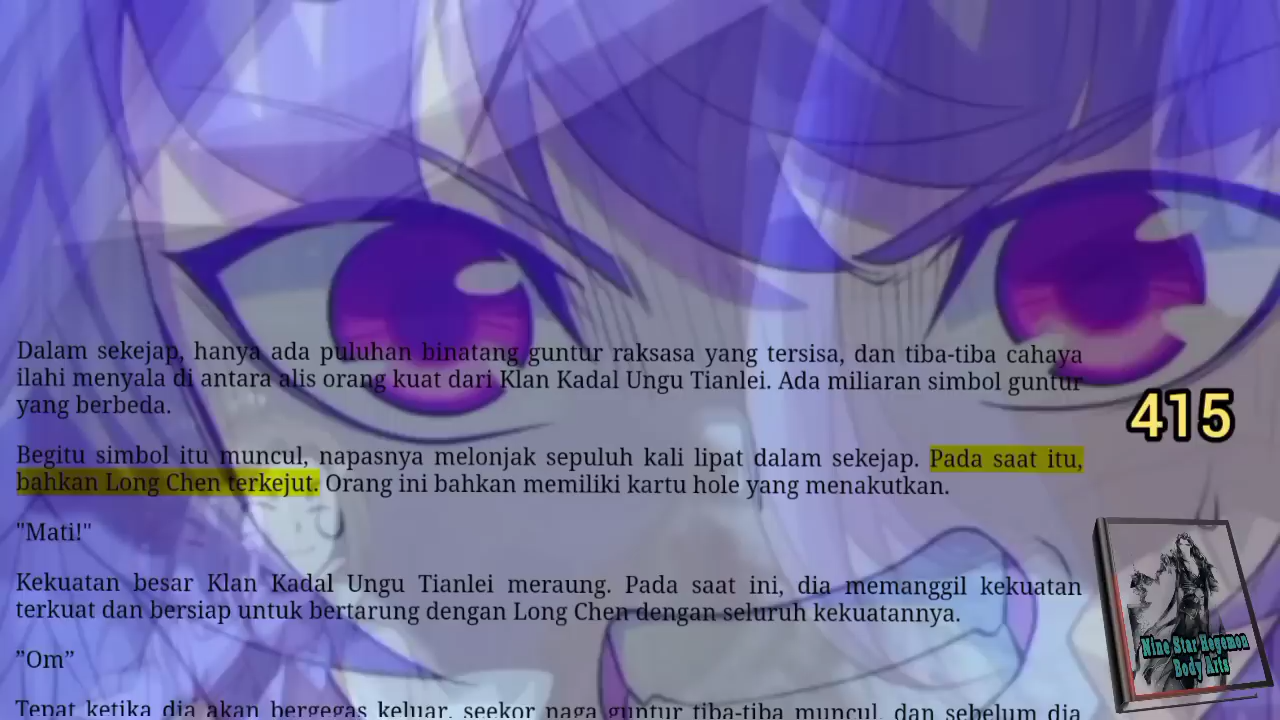 Dalam sekejap, hanya ada puluhan binatang guntur raksasa yang tersisa, dan tiba-tiba cahaya
ilahi menyala di antara alis orang kuat dari Klan Kadal Ungu Tianlei. Ada miliaran simbol guntur
yang berbeda.
415
Begitu simbol itu muncul, napasnya melonjak sepuluh kali lipat dalam sekejap. Pada saat itu,
bahkan Long Chen terkejut. Orang ini bahkan memiliki kartu hole yang menakutkan.
"Mati!"
Kekuatan besar Klan Kadal Ungu Tianlei meraung. Pada saat ini, dia memanggil kekuatan
terkuat dan bersiap untuk bertarung dengan Long Chen dengan seluruh kekuatannya.
”Om”
Nine Star Hegemon
Body Arts
Tepat ketika dia akan bergegas keluar, seekor naga guntur tiba-tiba muncul, dan sebelum dia